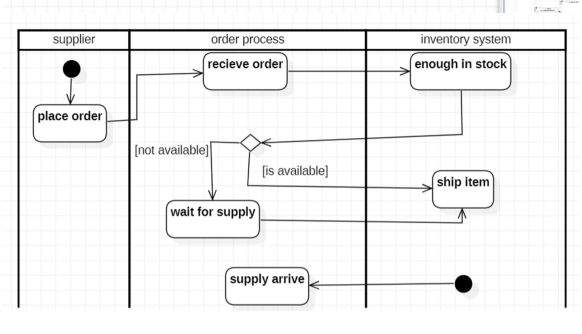 supplier
order process
inventory system
recieve order
enough in stock
place order
[not available]
[is available]
ship item
wait for supply
supply arrive